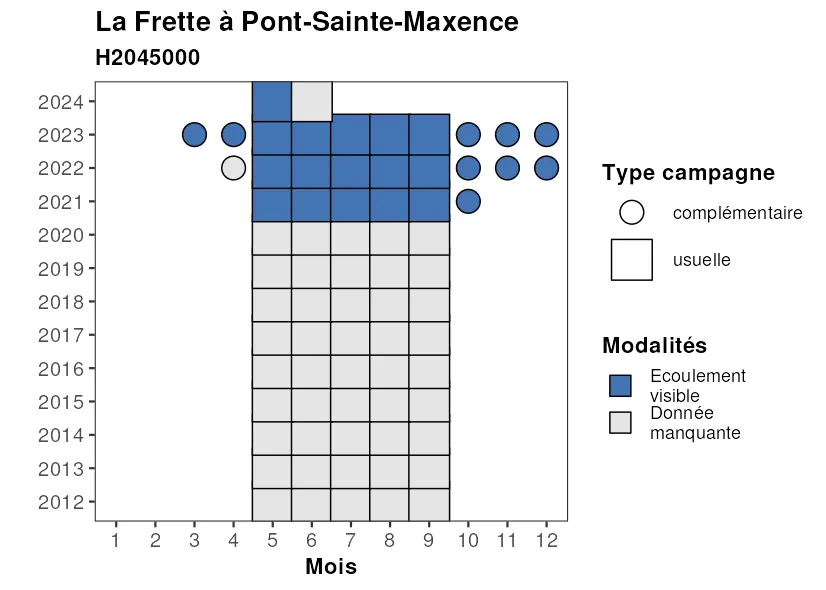 La Frette à Pont-Sainte-Maxence
H2045000
2024
2023
2022
2021
2020
2019
2018
2017
2016
2015
2014
2013
2012
1 2 3 4 5 6 7 8 9 10 11 12
Mois
Type campagne
complémentaire
usuelle
Modalités
Ecoulement
visible
Donnée
manquante